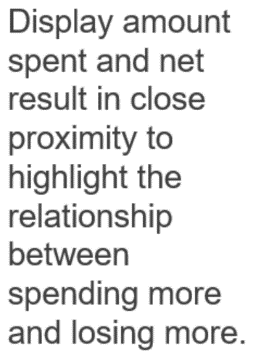 Display amount
spent and net
result in close
proximity to
highlight the
relationship
between
spending more
and losing more.